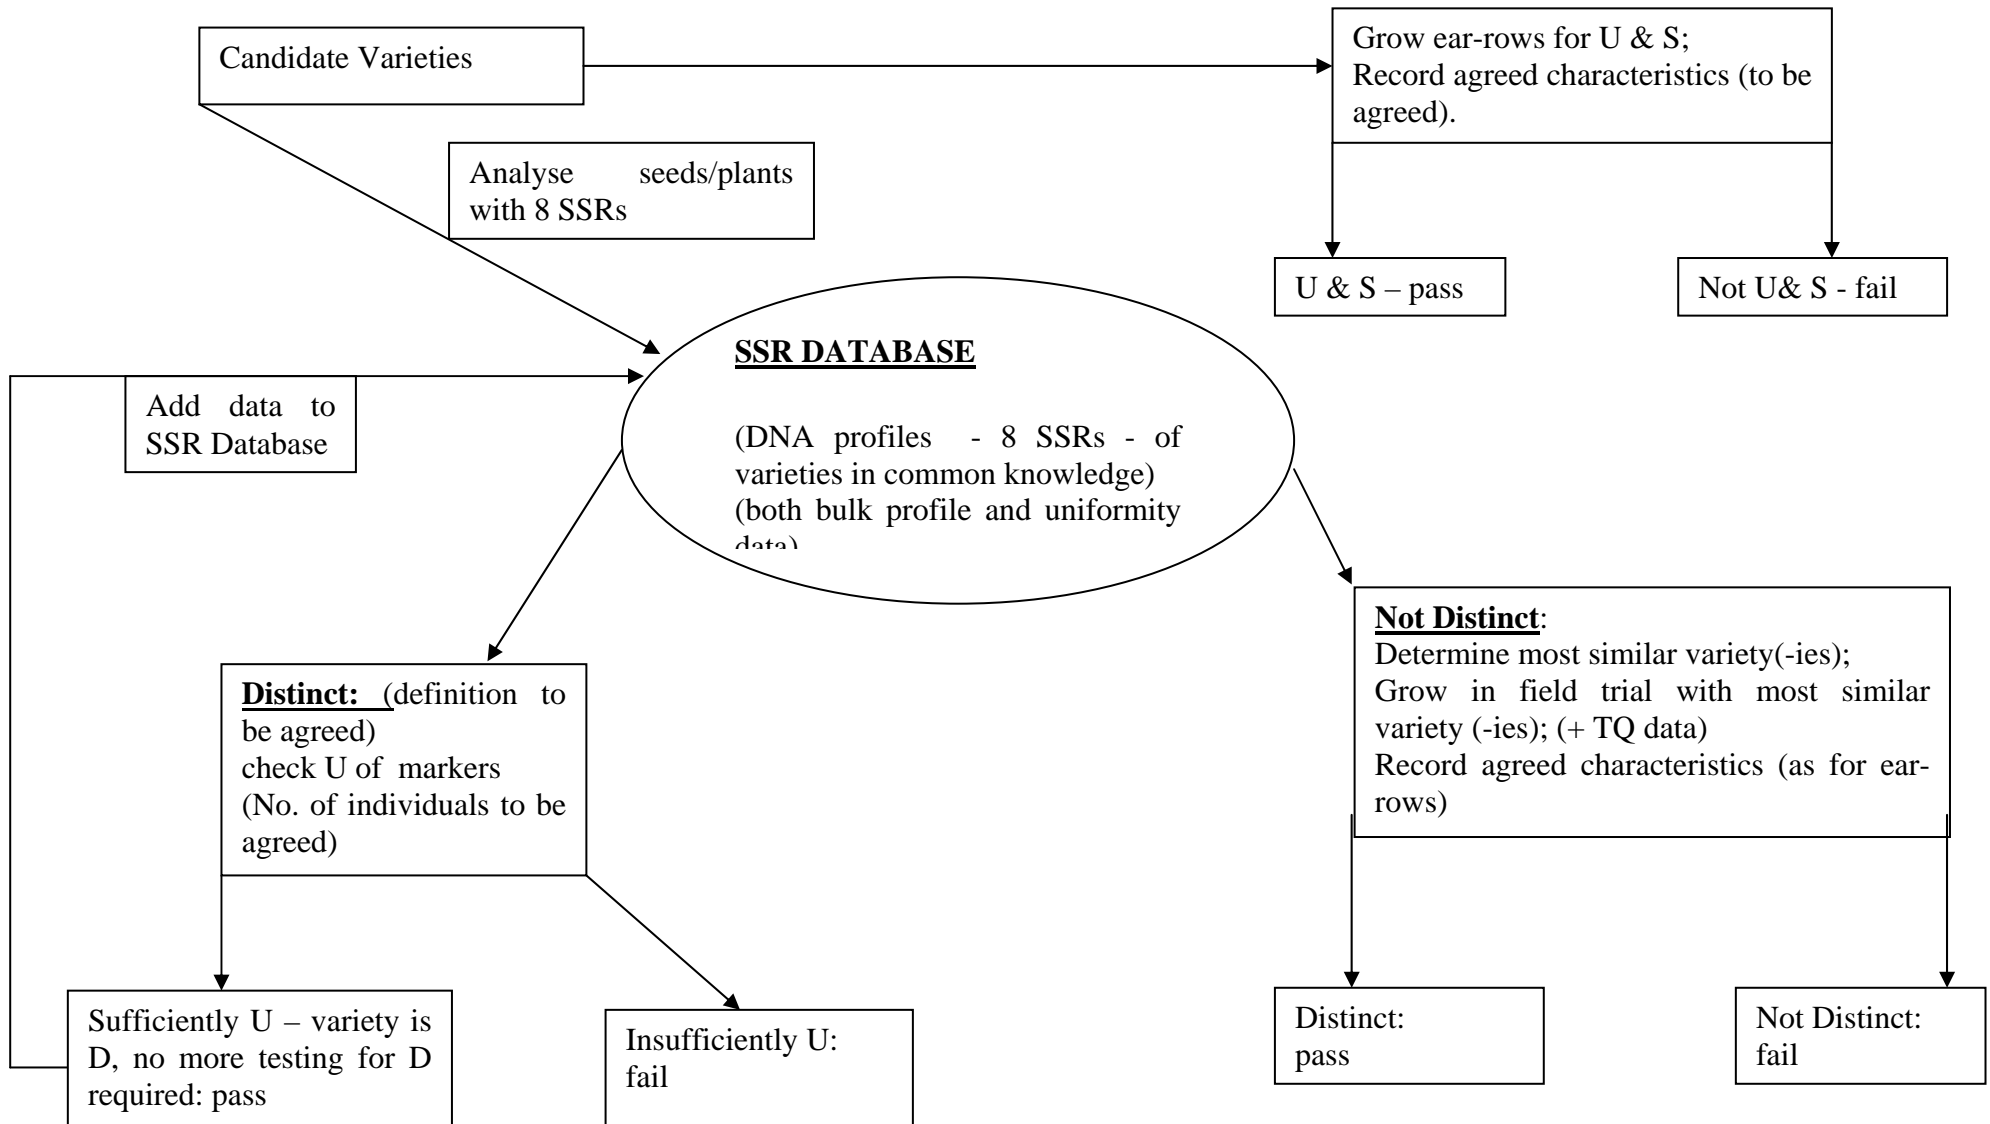 Candidate Varieties
Grow ear-rows for U & S;
Record agreed characteristics (to be
agreed).
Analyse seeds/plants
with 8 SSRs
U & S – pass
Not U& S - fail
SSR DATABASE
(DNA profiles - 8 SSRs - of
varieties in common knowledge)
(both bulk profile and uniformity
data)
Add data to
SSR Database
Distinct: (definition to
be agreed)
check U of markers
(No. of individuals to be
agreed)
Not Distinct:
Determine most similar variety(-ies);
Grow in field trial with most similar
variety (-ies); (+ TQ data)
Record agreed characteristics (as for ear-
rows)
Sufficiently U – variety is
D, no more testing for D
required: pass
Insufficiently U:
fail
Distinct:
pass
Not Distinct:
fail